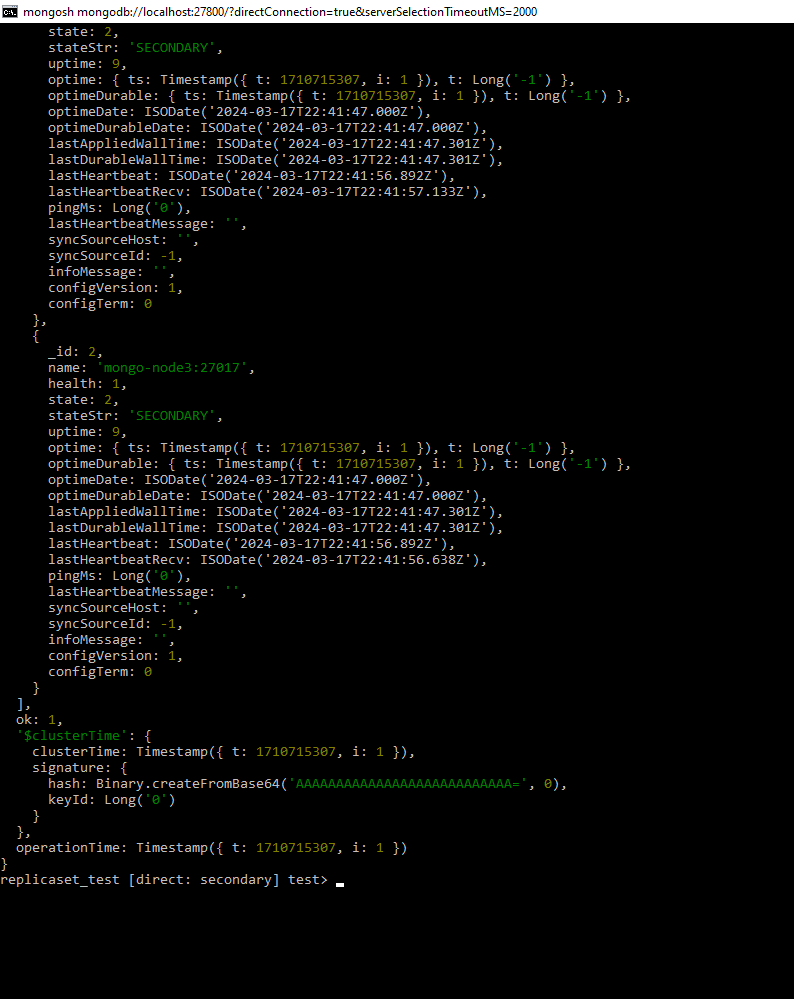 mongosh mongodb://localhost:27800/?directConnection=true&serverSelectionTimeoutMS=2000
state: 2,
stateStr: 'SECONDARY',
uptime: 9,
optime: { ts: Timestamp({ t: 1710715307, i: 1 }), t: Long('-1') },
optimeDurable: { ts: Timestamp({ t: 1710715307, i: 1 }), t: Long('-1') },
optimeDate: ISODate('2024-03-17T22:41:47.000Z'),
optimeDurableDate: ISODate('2024-03-17T22:41:47.000Z'),
lastAppliedWallTime: ISODate('2024-03-17T22:41:47.301Z'),
lastDurableWallTime: ISODate('2024-03-17T22:41:47.301Z'),
lastHeartbeat: ISODate('2024-03-17T22:41:56.892Z'),
lastHeartbeatRecv: ISODate('2024-03-17T22:41:57.133Z'),
pingMs: Long('0'),
lastHeartbeatMessage: '',
syncSourceHost: '',
syncSourceId: -1,
infoMessage: '',
configVersion: 1,
configTerm: 0
},
{
_id: 2,
name: 'mongo-node3:27017',
health: 1,
state: 2,
stateStr: 'SECONDARY',
uptime: 9,
optime: { ts: Timestamp({ t: 1710715307, i: 1 }), t: Long('-1') },
optimeDurable: { ts: Timestamp({ t: 1710715307, i: 1 }), t: Long('-1') },
optimeDate: ISODate('2024-03-17T22:41:47.000Z'),
optimeDurableDate: ISODate('2024-03-17T22:41:47.000Z'),
lastAppliedWallTime: ISODate('2024-03-17T22:41:47.301Z'),
lastDurableWallTime: ISODate('2024-03-17T22:41:47.301Z'),
lastHeartbeat: ISODate('2024-03-17T22:41:56.892Z'),
lastHeartbeatRecv: ISODate('2024-03-17T22:41:56.638Z'),
pingMs: Long('0'),
lastHeartbeatMessage: '',
syncSourceHost: '',
syncSourceId: -1,
infoMessage: '',
configVersion: 1,
configTerm: 0
}
],
ok: 1,
'$clusterTime': {
clusterTime: Timestamp({ t: 1710715307, i: 1 }),
signature: {
hash: Binary.createFromBase64('AAAAAAAAAAAAAAAAAAAAAAAAAAA=', 0),
keyId: Long('0')
}
},
operationTime: Timestamp({ t: 1710715307, i: 1 })
}
replicaset_test [direct: secondary] test>